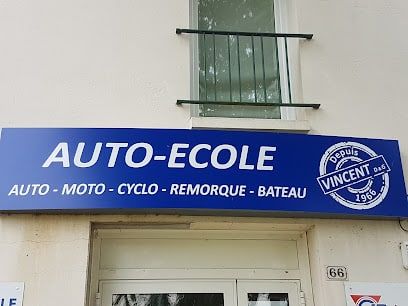 AUTO-ECOLE
AUTO - MOTO - CYCLO - REMORQUE - BATEAU
Depuis
VINCENT D&G
1966
66